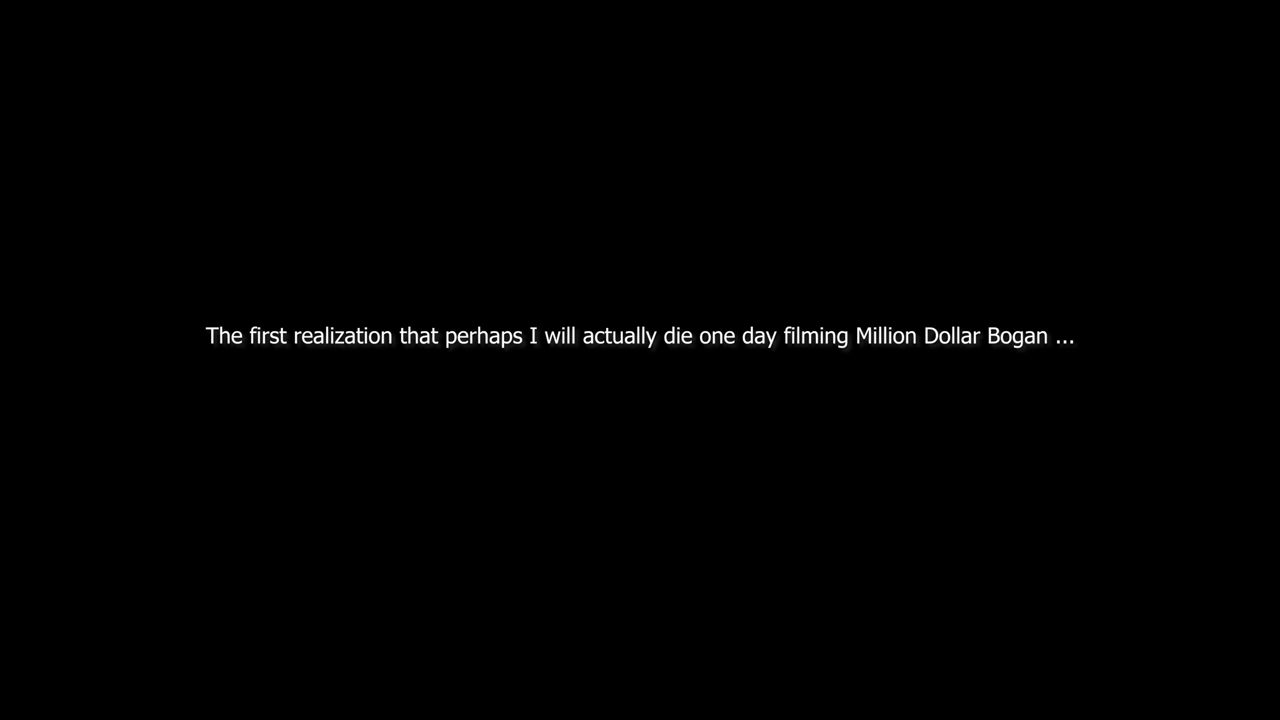 The first realization that perhaps I will actually die one day filming Million Dollar Bogan ...